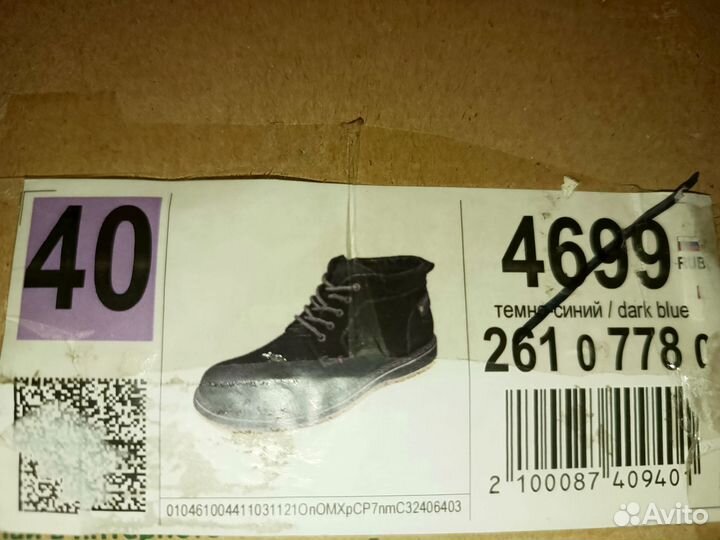 40
4699
RUB
темно-синий / dark blue
261 0 778 0
2 100087 409401
010461004411031121OnOMXpCP7nmC32406403
Avito